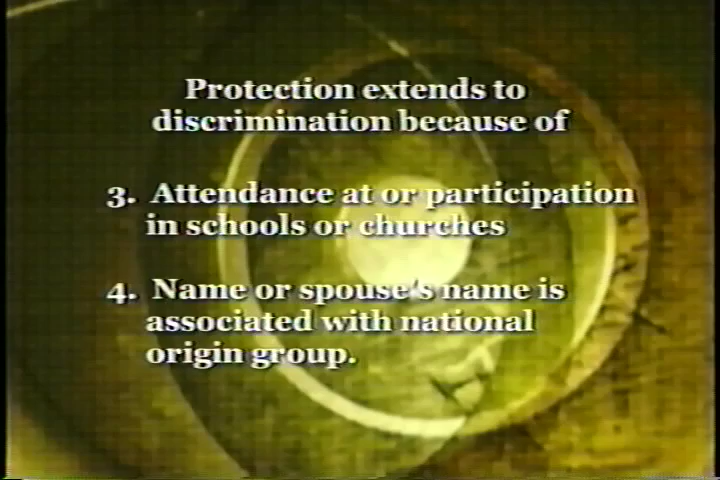 Protection extends to
discrimination because of
3. Attendance at or participation
in schools or churches
4. Name or spouse's name is
associated with national
origin group.